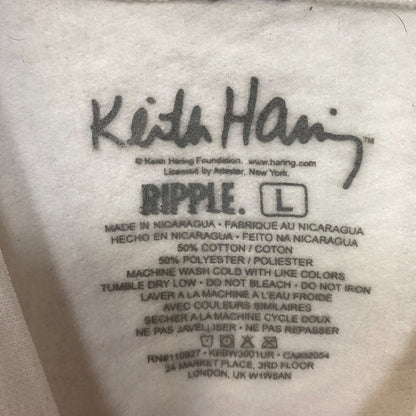 Keith Haring™
© Keith Haring Foundation. www.haring.com
Licensed by Artestar, New York.
RIPPLE. L
MADE IN NICARAGUA - FABRIQUE AU NICARAGUA
HECHO EN NICARAGUA - FEITO NA NICARAGUA
50% COTTON / COTON
50% POLYESTER / POLIESTER
MACHINE WASH COLD WITH LIKE COLORS
TUMBLE DRY LOW - DO NOT BLEACH - DO NOT IRON
LAVER A LA MACHINE A L'EAU FROIDE
AVEC COULEURS SIMILAIRES
SECHER A LA MACHINE CYCLE DOUX
NE PAS JAVELLISER - NE PAS REPASSER
RN#110927 - KEBW3001UR - CA#32054
24 MARKET PLACE, 3RD FLOOR
LONDON, UK W1W8AN